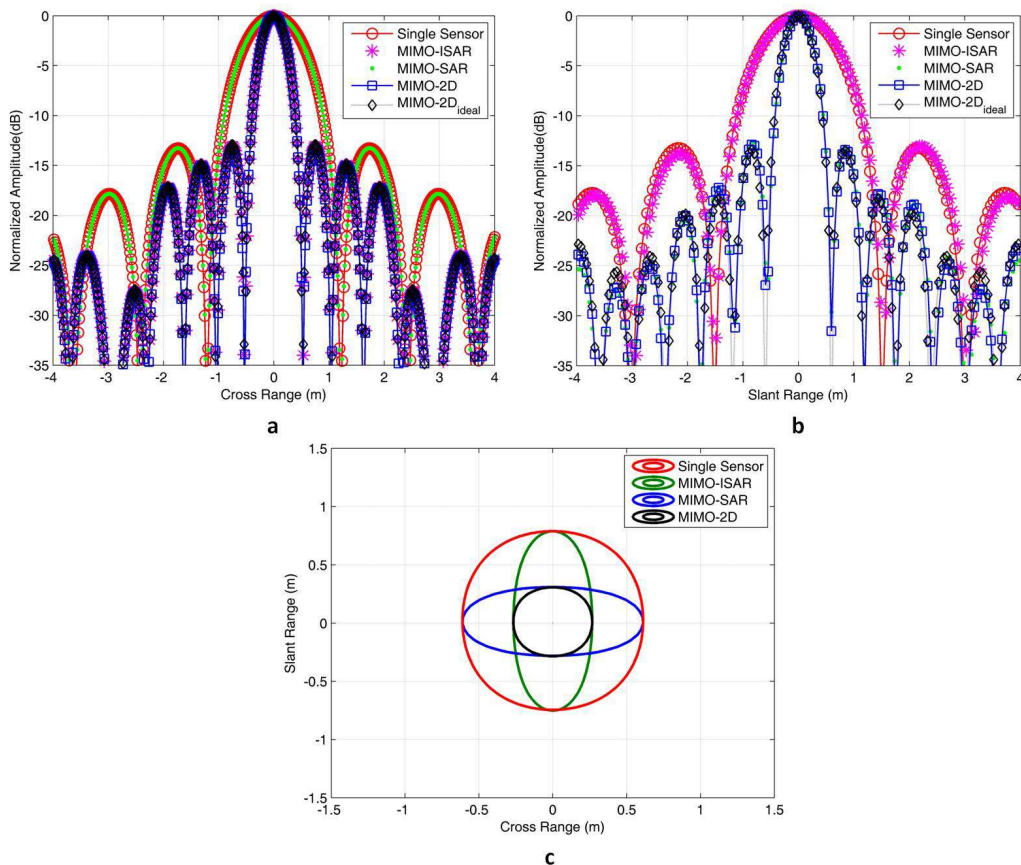 Normalized Amplitude(dB)
0
-5
-10
-15
-20
-25
-30
-35
-4 -3 -2 -1 0 1 2 3 4
Cross Range (m)
Single Sensor
MIMO-ISAR
MIMO-SAR
MIMO-2D
MIMO-2Dideal
a
Normalized Amplitude(dB)
0
-5
-10
-15
-20
-25
-30
-35
-4 -3 -2 -1 0 1 2 3 4
Slant Range (m)
Single Sensor
MIMO-ISAR
MIMO-SAR
MIMO-2D
MIMO-2Dideal
b
Slant Range (m)
1.5
1
0.5
0
-0.5
-1
-1.5
-1.5 -1 -0.5 0 0.5 1 1.5
Cross Range (m)
Single Sensor
MIMO-ISAR
MIMO-SAR
MIMO-2D
c